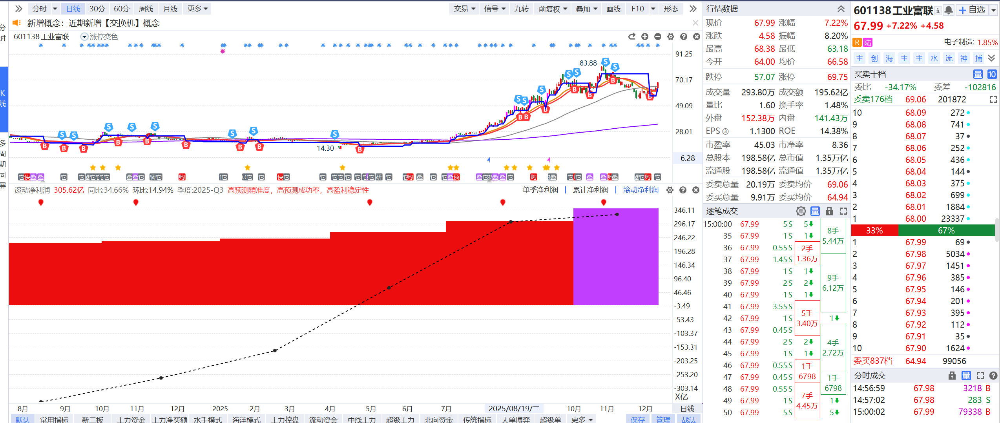 分时 日线 30分 60分 周线 月线 更多
交易 信号 九转 前复权 叠加 画线 F10 形态
新增概念：近期新增【交换机】概念
601138 工业富联 涨停变色
分时
K线
多周期同屏
83.88
14.30
91.25
70.17
49.09
28.01
6.28
滚动净利润 305.62亿 同比:34.66% 环比:14.94% 季度:2025-Q3 高预测精准度，高预测成功率，高盈利稳定性
单季净利润 | 累计净利润 | 滚动净利润
346.11
296.17
246.22
196.28
146.34
96.40
46.46
-3.49
-53.43
-103.37
-153.31
-203.25
-253.20
-303.14
X亿
8月 9月 10月 11月 12月 2025 2月 3月 4月 5月 6月 7月 2025/08/19/二 10月 11月 12月 日线
默认 常用指标 新三板 主力资金 主力净买额 水手模式 海洋模式 主力控盘 流动资金 中线主力 超级主力 北向资金 传统指标 大单博弈 超级单 更多 保存 管理 战法
行情数据
现价 67.99 涨幅 7.22%
涨跌 4.58 振幅 8.20%
最高 68.38 最低 63.18
今开 64.00 均价 66.58
跌停 57.07 涨停 69.75
成交量 293.80万 成交额 195.62亿
量比 1.60 换手率 1.48%
外盘 152.38万 内盘 141.43万
EPS ③ 1.1300 ROE 14.38%
市盈率 45.03 市净率 8.36
总股本 198.58亿 总市值 1.35万亿
流通股 198.58亿 流通值 1.35万亿
委卖总量 20.19万 委卖均价 69.06
委买总量 9.91万 委买均价 64.94
逐笔成交 单 量
15:00:00 67.99 5 S 5
35 67.99 1 S 1
36 67.99 0.55 S
37 67.99 1.45 S
38 67.99 1 S 1
39 67.99 2 S 2
40 67.99 1 S 1
41 67.99 3.55 S
42 67.99 1 S
43 67.99 0.45 S
44 67.99 2 S 2
45 67.99 1 S 1
46 67.99 0.55 S
47 67.99 0.45 S
48 67.99 0.55 S
49 67.99 1 S
50 67.99 5 S
2手
1.36万
5手
3.40万
1手
6798
7手
4.45万
8手
5.44万
9手
6.12万
1
4手
2.72万
1手
6798
1
5
601138 工业富联 i 自选
67.99 +7.22% +4.58
R 陆 电子制造: 1.85%
主 创 海 主 主 水 流 神 捕
买卖十档 量 10
委比 -34.17% 委差 -102816
委卖176档 69.06 201872
10 68.09 272
9 68.08 741
8 68.07 37
7 68.06 252
6 68.05 436
5 68.04 144
4 68.03 375
3 68.02 699
2 68.01 1884
1 68.00 23337
33% 67%
1 67.99 69
2 67.98 5034
3 67.97 1451
4 67.96 385
5 67.95 146
6 67.94 201
7 67.93 395
8 67.92 112
9 67.91 35
10 67.90 1624
委买837档 64.94 99056
分时成交 量
14:56:59 67.98 3218 B
14:57:02 67.98 283 S
15:00:02 67.99 79338 B